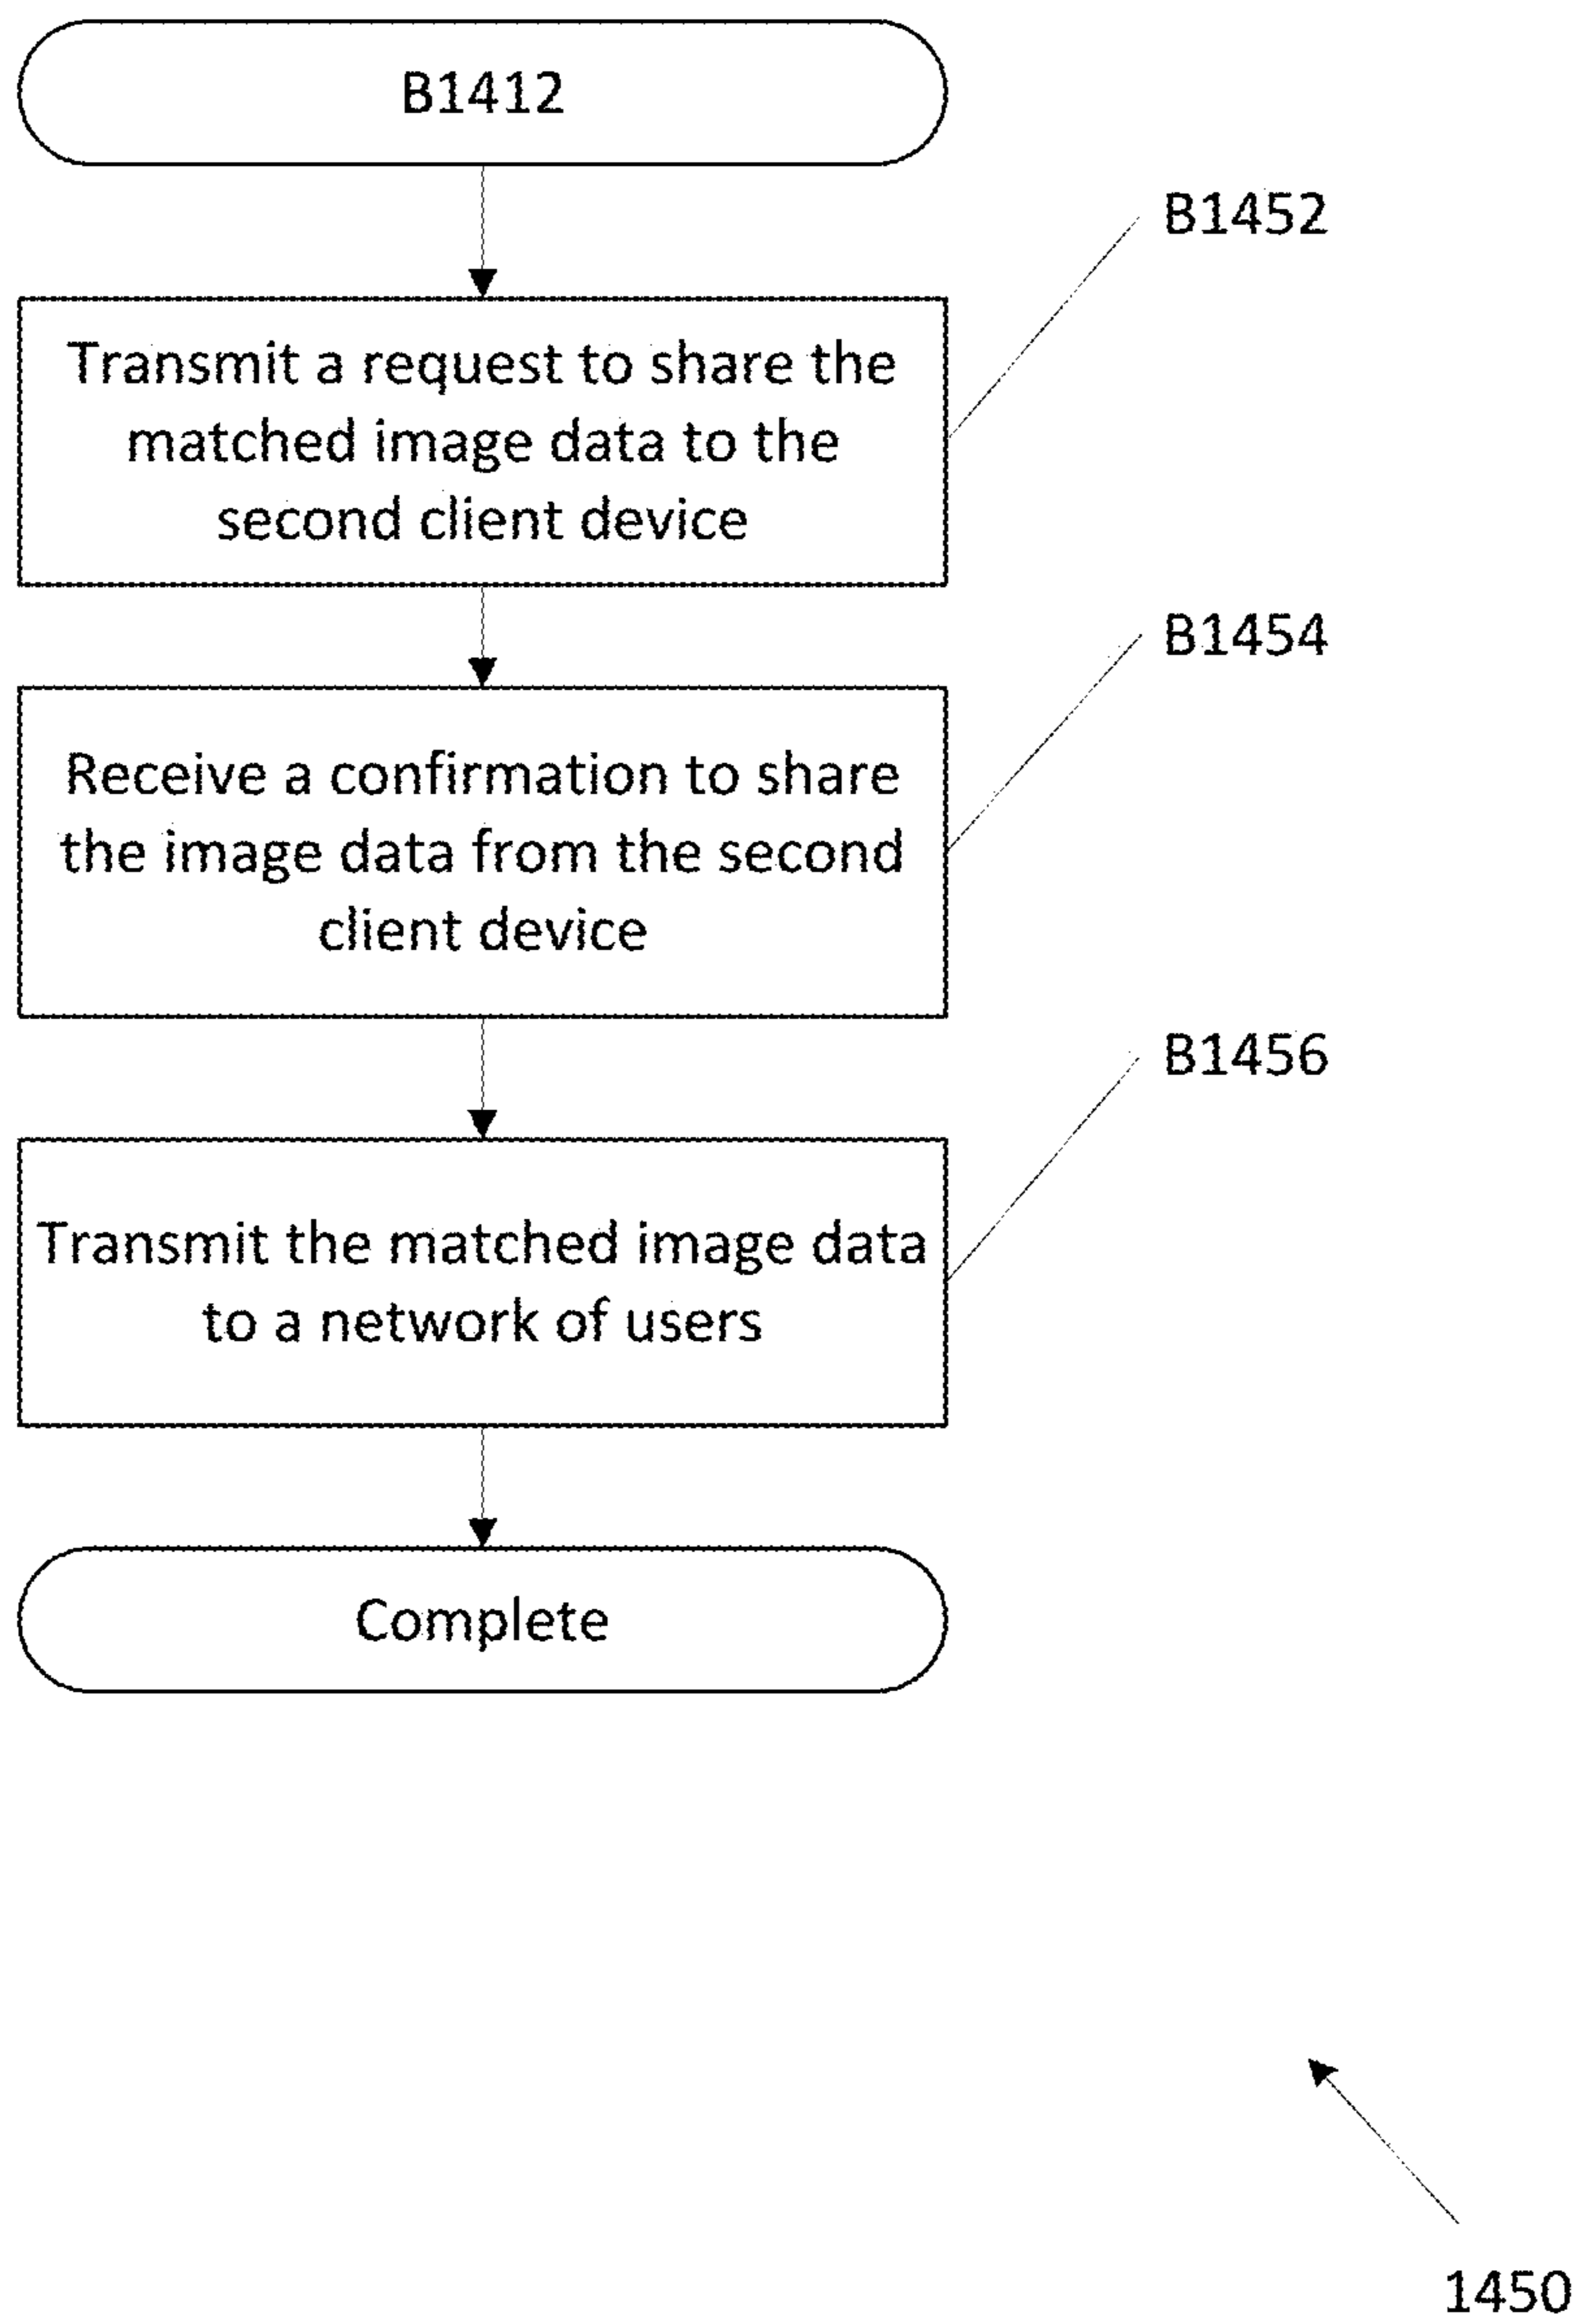 B1412
B1452
Transmit a request to share the
matched image data to the
second client device
B1454
Receive a confirmation to share
the image data from the second
client device
B1456
Transmit the matched image data
to a network of users
Complete
1450